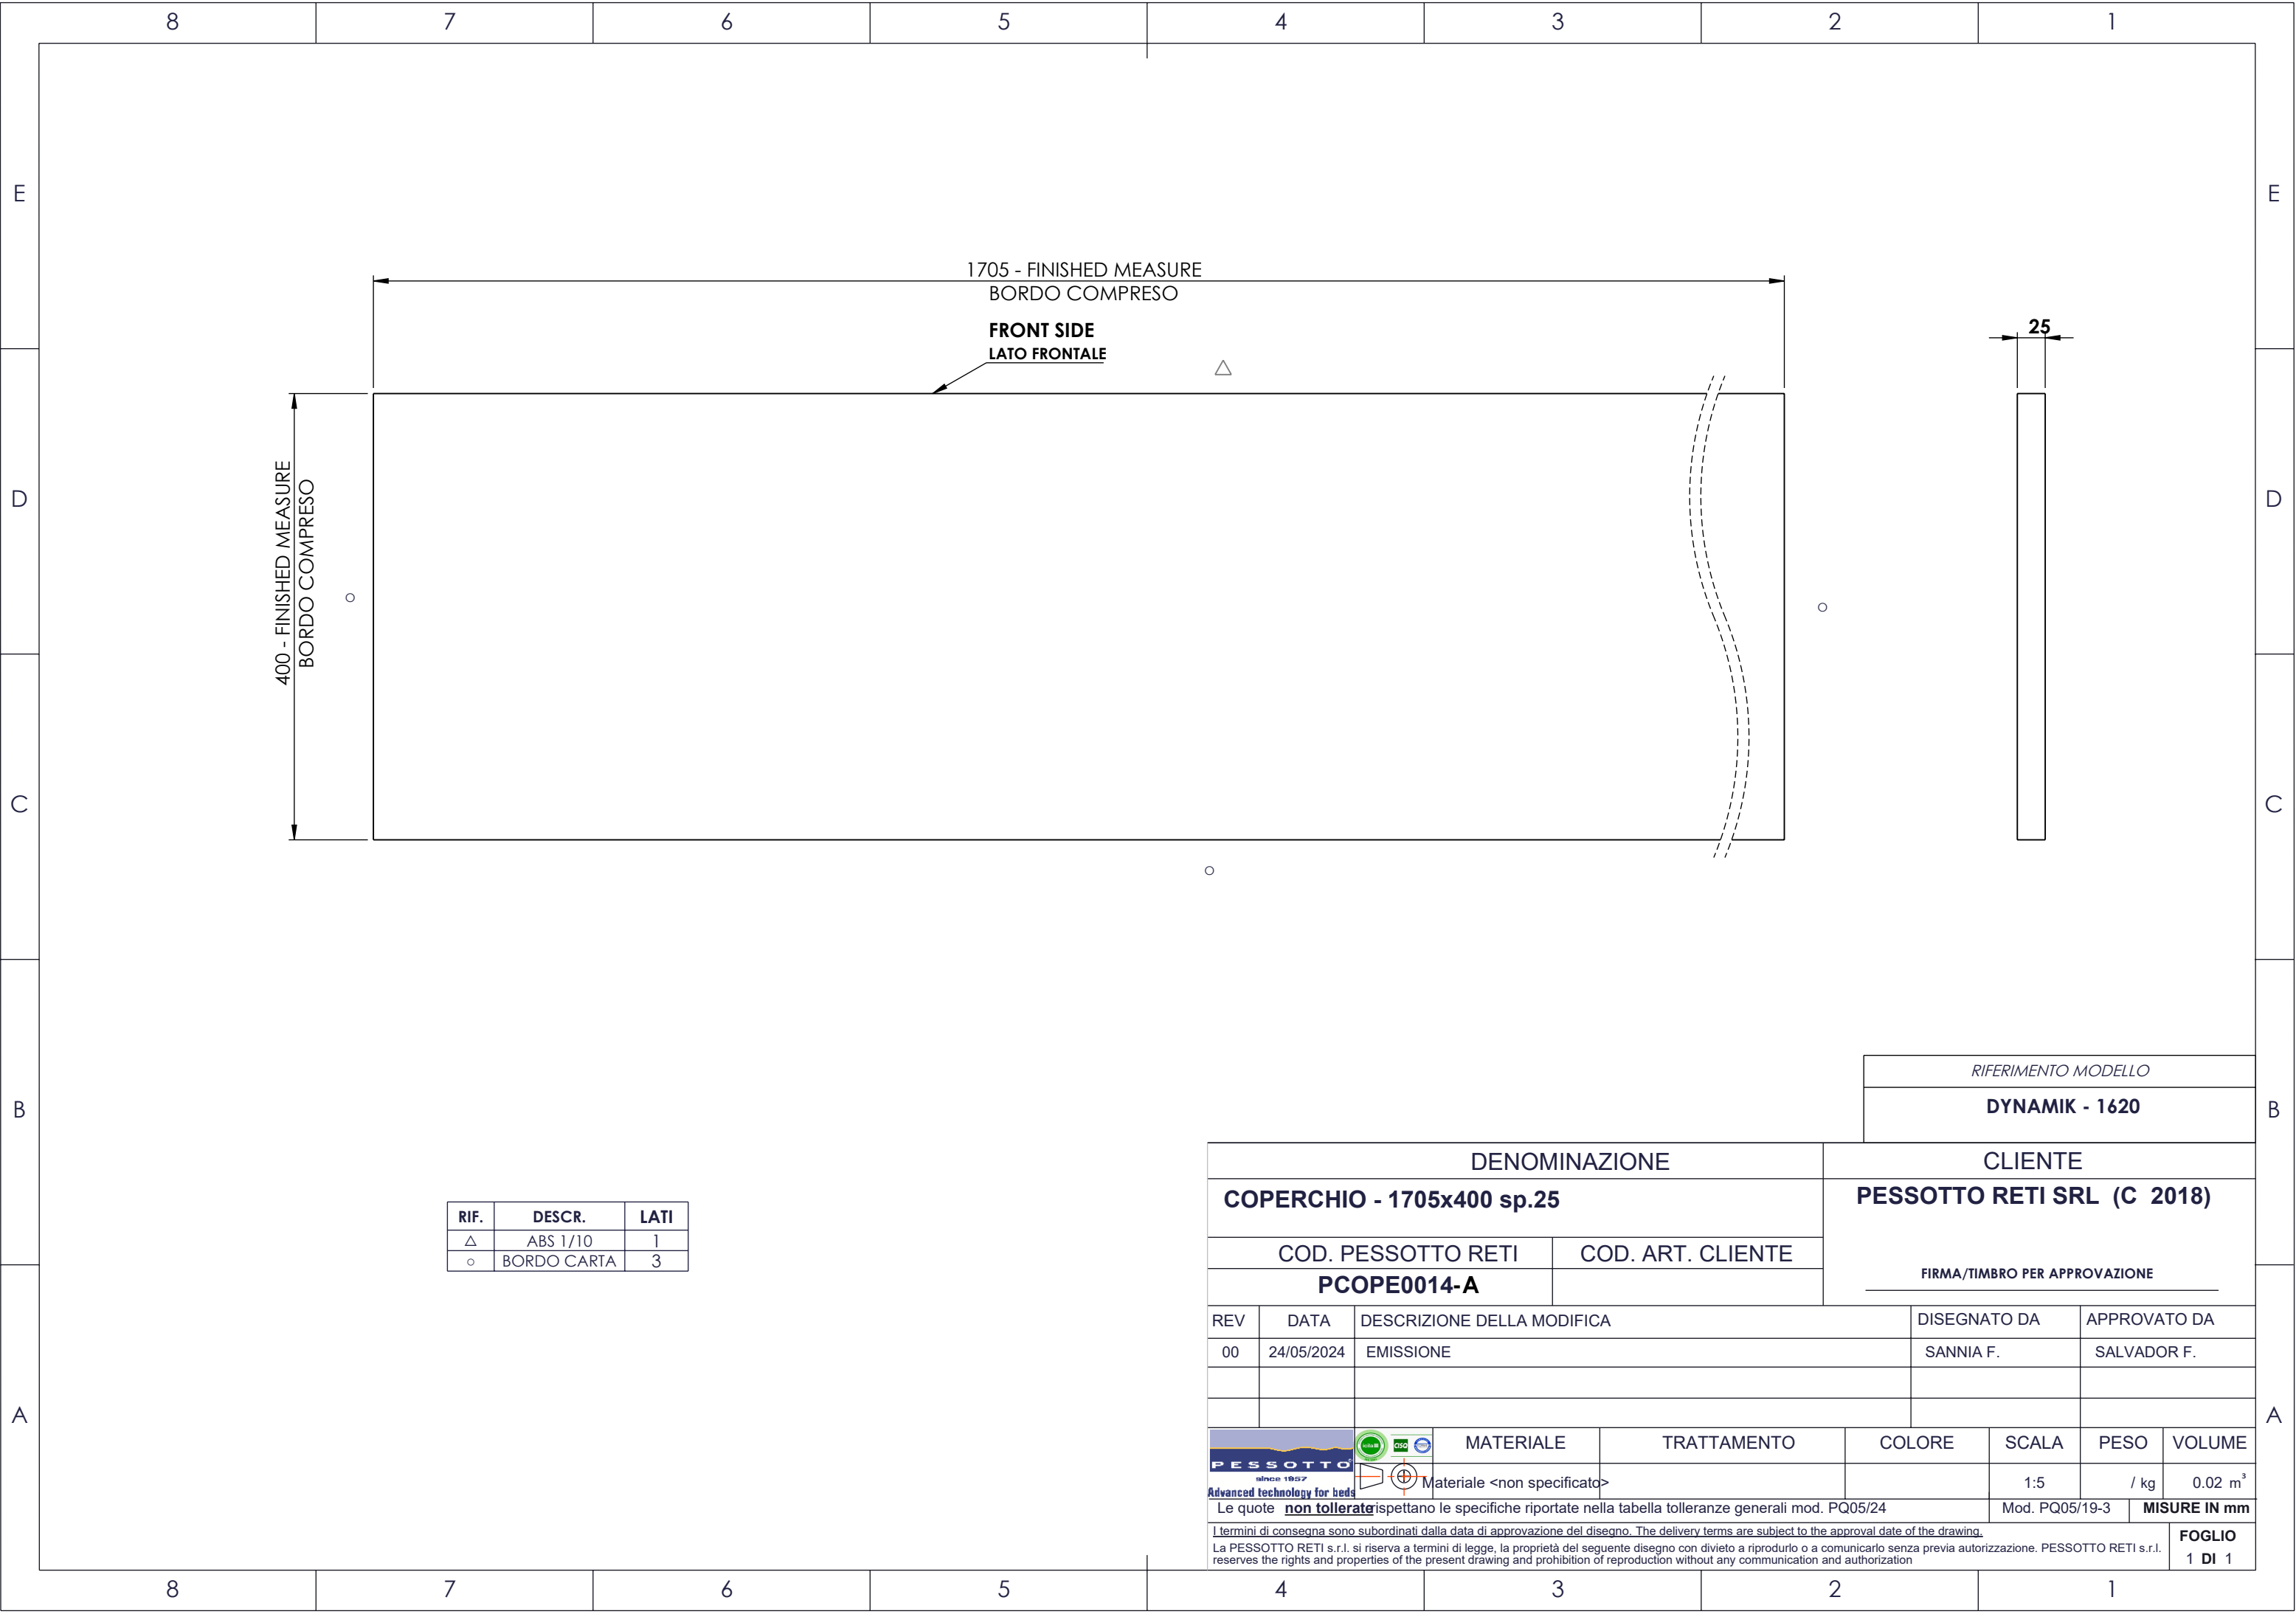 8 7 6 5 4 3 2 1
E E
D D
C C
B B
A A
1705 - FINISHED MEASURE
BORDO COMPRESO
FRONT SIDE
LATO FRONTALE
25
400 - FINISHED MEASURE
BORDO COMPRESO
RIF. DESCR. LATI
△ ABS 1/10 1
○ BORDO CARTA 3
RIFERIMENTO MODELLO
DYNAMIK - 1620
DENOMINAZIONE CLIENTE
COPERCHIO - 1705x400 sp.25 PESSOTTO RETI SRL (C 2018)
COD. PESSOTTO RETI COD. ART. CLIENTE
PCOPE0014-A
FIRMA/TIMBRO PER APPROVAZIONE
REV DATA DESCRIZIONE DELLA MODIFICA DISEGNATO DA APPROVATO DA
00 24/05/2024 EMISSIONE SANNIA F. SALVADOR F.
PESSOTTO
since 1957
Advanced technology for beds
CISQ
MATERIALE TRATTAMENTO COLORE SCALA PESO VOLUME
Materiale <non specificato> 1:5 / kg 0.02 m³
Le quote non tollerate rispettano le specifiche riportate nella tabella tolleranze generali mod. PQ05/24 Mod. PQ05/19-3 MISURE IN mm
I termini di consegna sono subordinati dalla data di approvazione del disegno. The delivery terms are subject to the approval date of the drawing.
La PESSOTTO RETI s.r.l. si riserva a termini di legge, la proprietà del seguente disegno con divieto a riprodurlo o a comunicarlo senza previa autorizzazione. PESSOTTO RETI s.r.l.
reserves the rights and properties of the present drawing and prohibition of reproduction without any communication and authorization
FOGLIO
1 DI 1
8 7 6 5 4 3 2 1